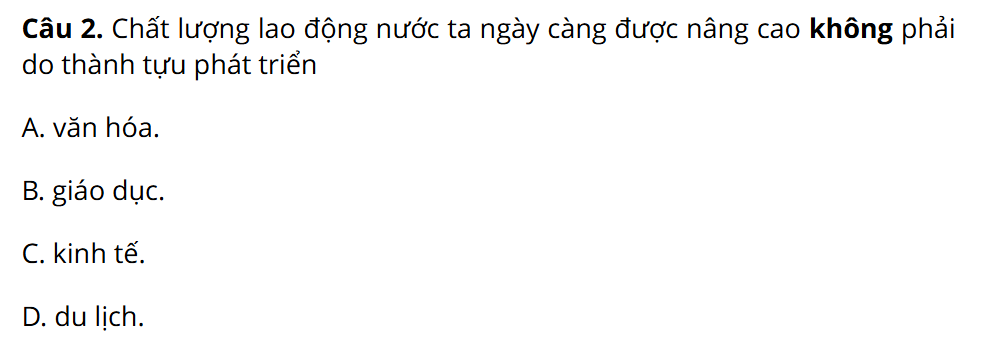 Câu 2. Chất lượng lao động nước ta ngày càng được nâng cao không phải
do thành tựu phát triển
A. văn hóa.
B. giáo dục.
C. kinh tế.
D. du lịch.